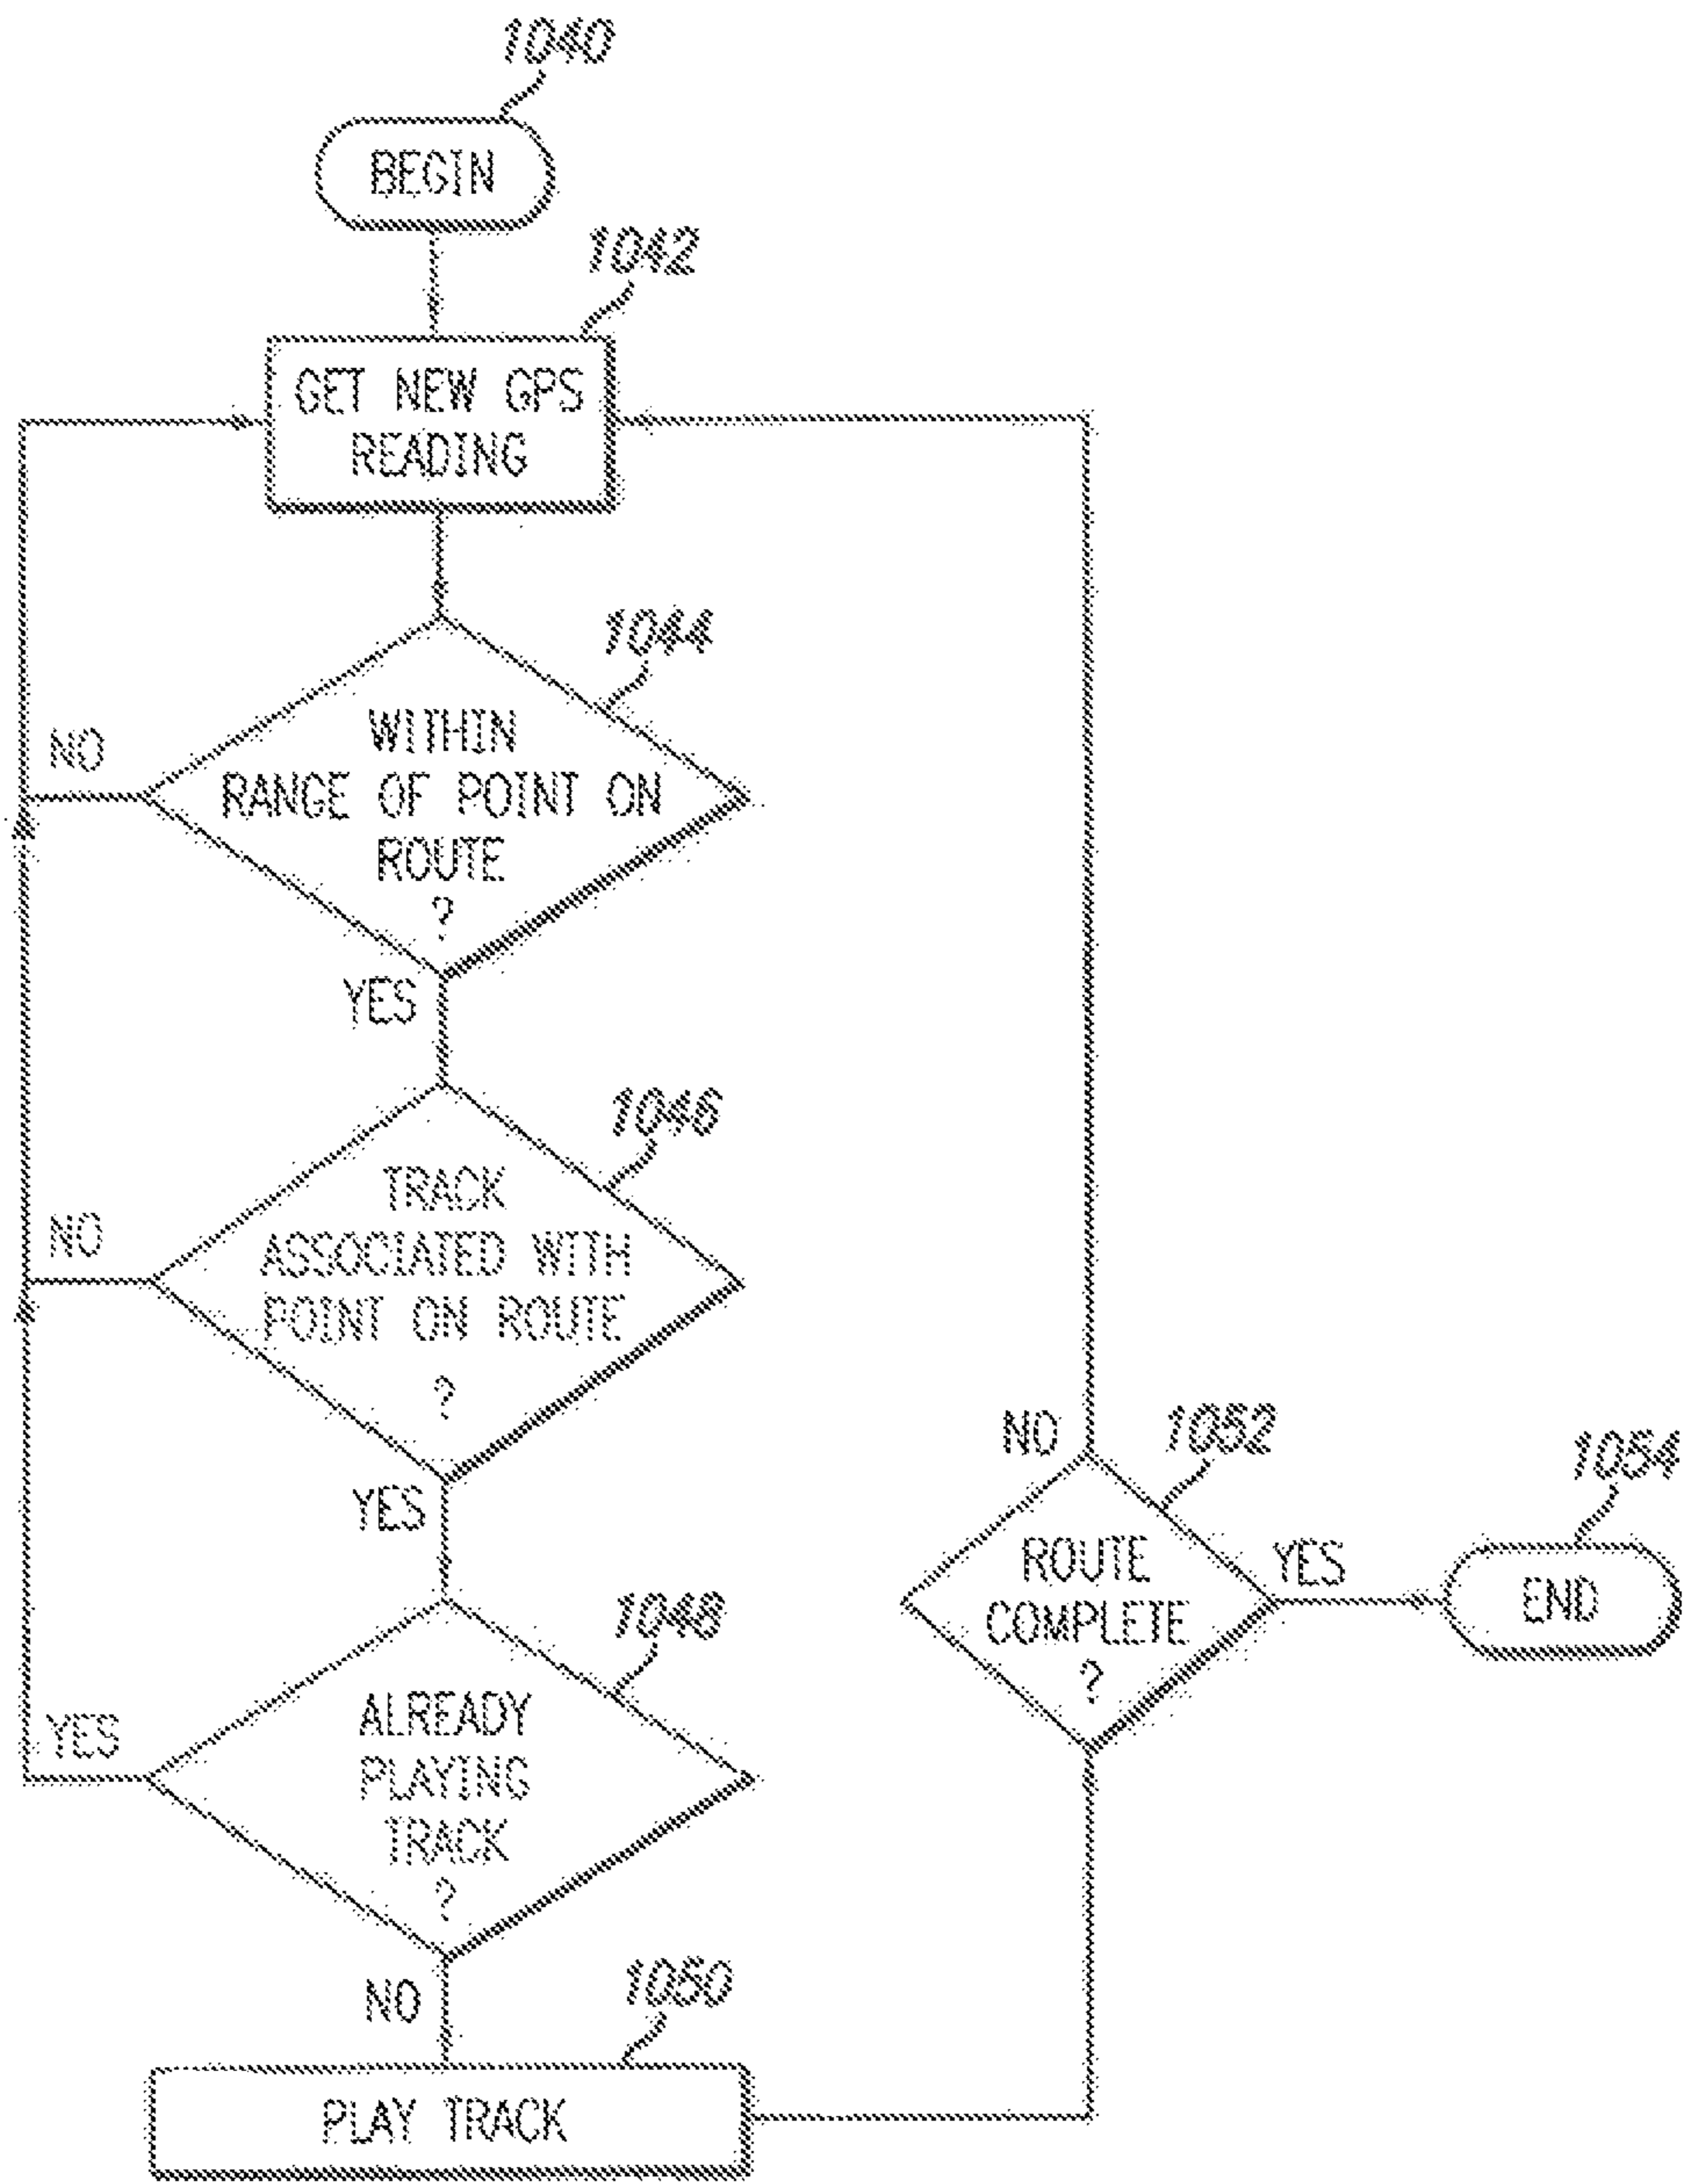 1040
BEGIN
1042
GET NEW GPS
READING
1044
NO
WITHIN
RANGE OF POINT ON
ROUTE
?
YES
1046
NO
TRACK
ASSOCIATED WITH
POINT ON ROUTE
?
YES
1048
YES
ALREADY
PLAYING
TRACK
?
NO
1050
PLAY TRACK
NO
1052
ROUTE
COMPLETE
?
YES
1054
END